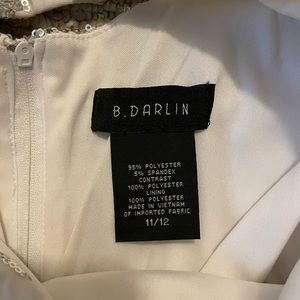 B.DARLIN
95% POLYESTER
5% SPANDEX
CONTRAST
100% POLYESTER
LINING
100% POLYESTER
MADE IN VIETNAM
OF IMPORTED FABRIC
11/12